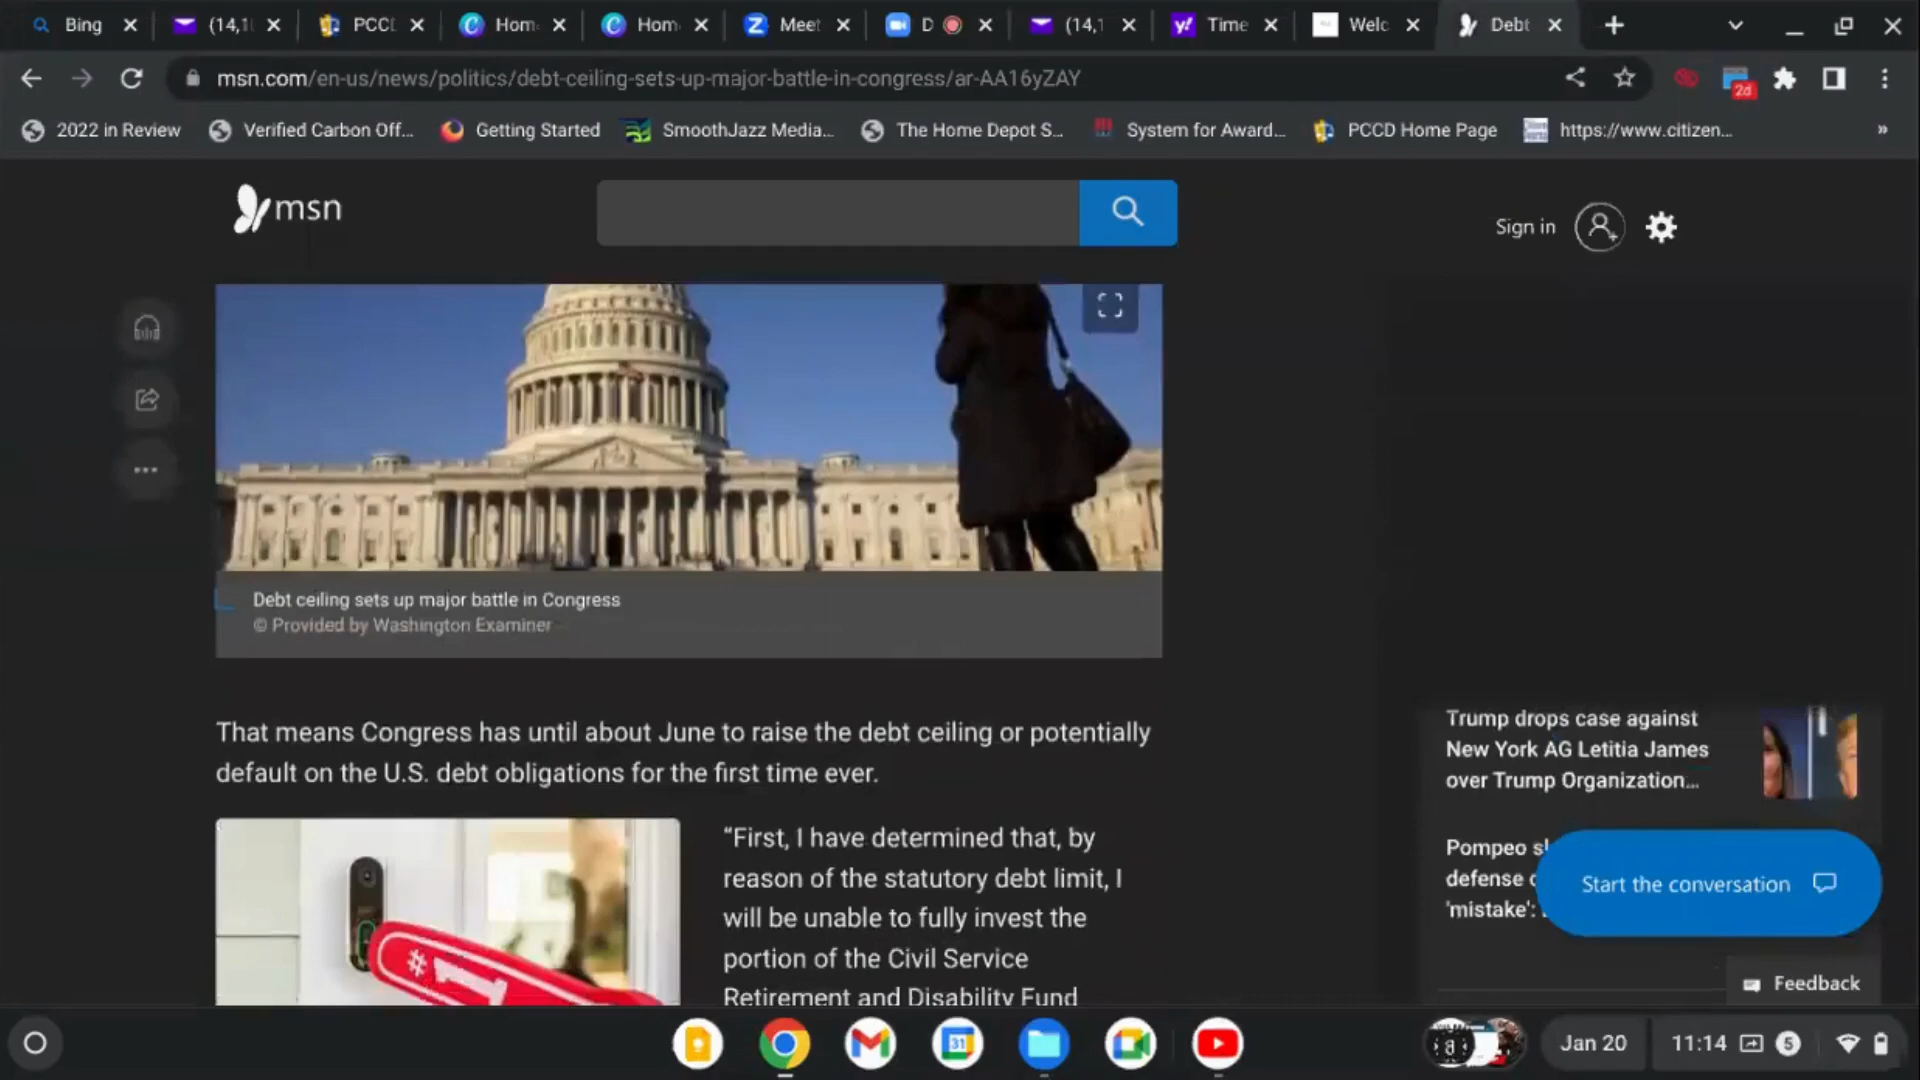 Bing
(14,1
PCCI
Hom
Hom
Meet
D
(14,1
Time
Welc
Debt
msn.com/en-us/news/politics/debt-ceiling-sets-up-major-battle-in-congress/ar-AA16yZAY
2d
2022 in Review
Verified Carbon Off...
Getting Started
SmoothJazz Media...
The Home Depot S...
System for Award...
PCCD Home Page
https://www.citizen...
»
msn
Sign in
Debt ceiling sets up major battle in Congress
© Provided by Washington Examiner
That means Congress has until about June to raise the debt ceiling or potentially
default on the U.S. debt obligations for the first time ever.
“First, I have determined that, by
reason of the statutory debt limit, I
will be unable to fully invest the
portion of the Civil Service
Retirement and Disability Fund
#1
Trump drops case against
New York AG Letitia James
over Trump Organization...
Pompeo
defense
'mistake':
Start the conversation
Feedback
31
a
Jan 20
11:14
5